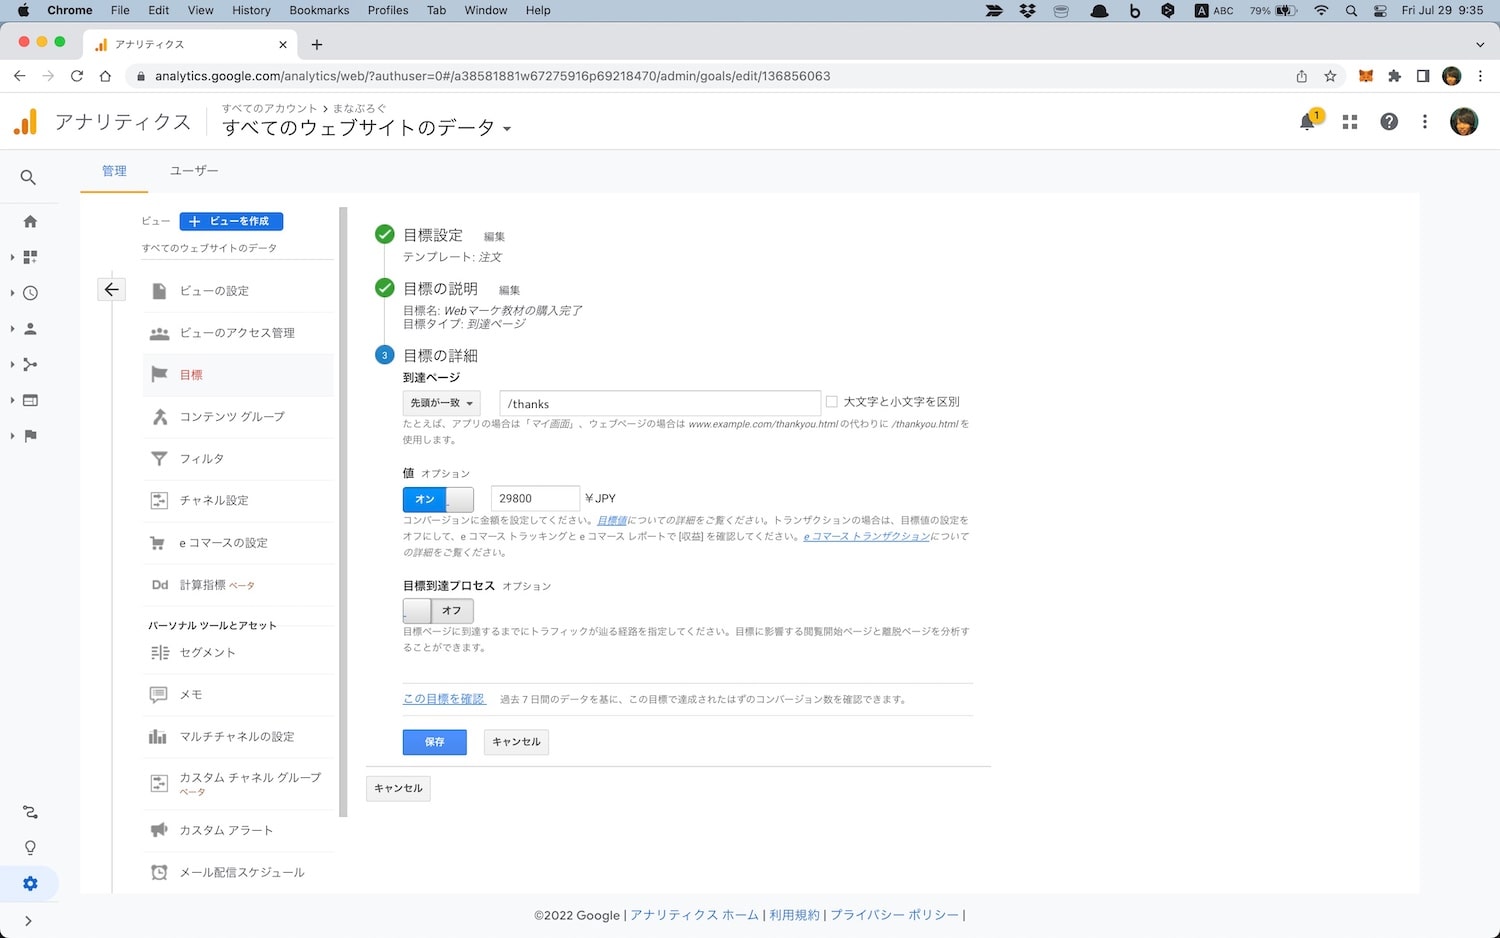 Chrome File Edit View History Bookmarks Profiles Tab Window Help
A ABC 79% Fri Jul 29 9:35
アナリティクス
analytics.google.com/analytics/web/?authuser=0#/a38581881w67275916p69218470/admin/goals/edit/136856063
アナリティクス
すべてのアカウント > まなぶろぐ
すべてのウェブサイトのデータ
1
管理 ユーザー
ビュー + ビューを作成
すべてのウェブサイトのデータ
ビューの設定
ビューのアクセス管理
目標
コンテンツ グループ
フィルタ
チャネル設定
e コマースの設定
Dd 計算指標 ベータ
パーソナル ツールとアセット
セグメント
メモ
マルチチャネルの設定
カスタム チャネル グループ
ベータ
カスタム アラート
メール配信スケジュール
目標設定 編集
テンプレート: 注文
目標の説明 編集
目標名: Webマーケ教材の購入完了
目標タイプ: 到達ページ
3 目標の詳細
到達ページ
先頭が一致 /thanks 大文字と小文字を区別
たとえば、アプリの場合は「マイ画面」、ウェブページの場合は www.example.com/thankyou.html の代わりに /thankyou.html を
使用します。
値 オプション
オン 29800 ￥JPY
コンバージョンに金額を設定してください。目標値についての詳細をご覧ください。トランザクションの場合は、目標値の設定を
オフにして、e コマース トラッキングと e コマース レポートで [収益] を確認してください。e コマース トランザクションについて
の詳細をご覧ください。
目標到達プロセス オプション
オフ
目標ページに到達するまでにトラフィックが辿る経路を指定してください。目標に影響する閲覧開始ページと離脱ページを分析す
ることができます。
この目標を確認 過去 7 日間のデータを基に、この目標で達成されたはずのコンバージョン数を確認できます。
保存 キャンセル
キャンセル
©2022 Google | アナリティクス ホーム | 利用規約 | プライバシー ポリシー |